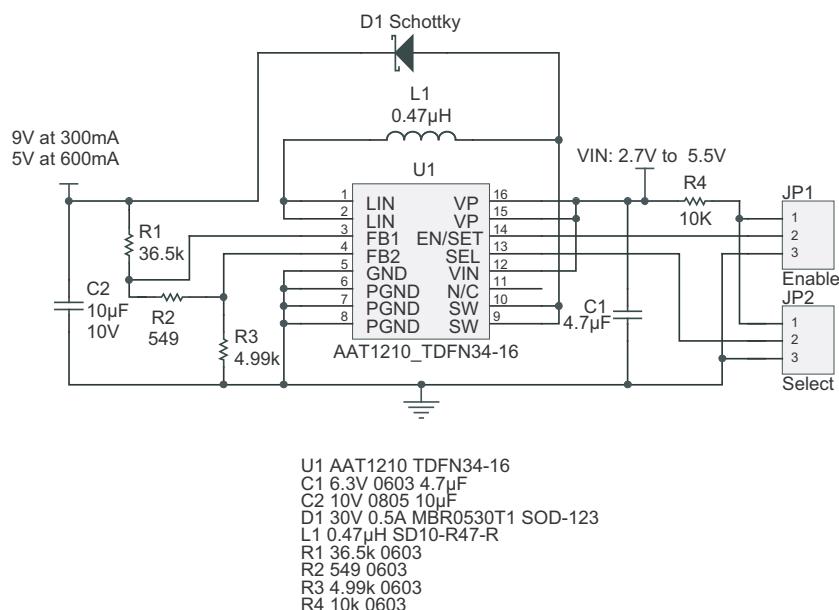 D1 Schottky
L1
0.47µH
9V at 300mA
5V at 600mA
U1
VIN: 2.7V to 5.5V
R4
10K
JP1
1
2
3
Enable
JP2
1
2
3
Select
R1
36.5k
C2
10µF
10V
R2
549
R3
4.99k
1 LIN
2 LIN
3 FB1
4 FB2
5 GND
6 PGND
7 PGND
8 PGND
VP 16
VP 15
EN/SET 14
SEL 13
VIN 12
N/C 11
SW 10
SW 9
C1
4.7µF
AAT1210_TDFN34-16
U1 AAT1210 TDFN34-16
C1 6.3V 0603 4.7µF
C2 10V 0805 10µF
D1 30V 0.5A MBR0530T1 SOD-123
L1 0.47µH SD10-R47-R
R1 36.5k 0603
R2 549 0603
R3 4.99k 0603
R4 10k 0603